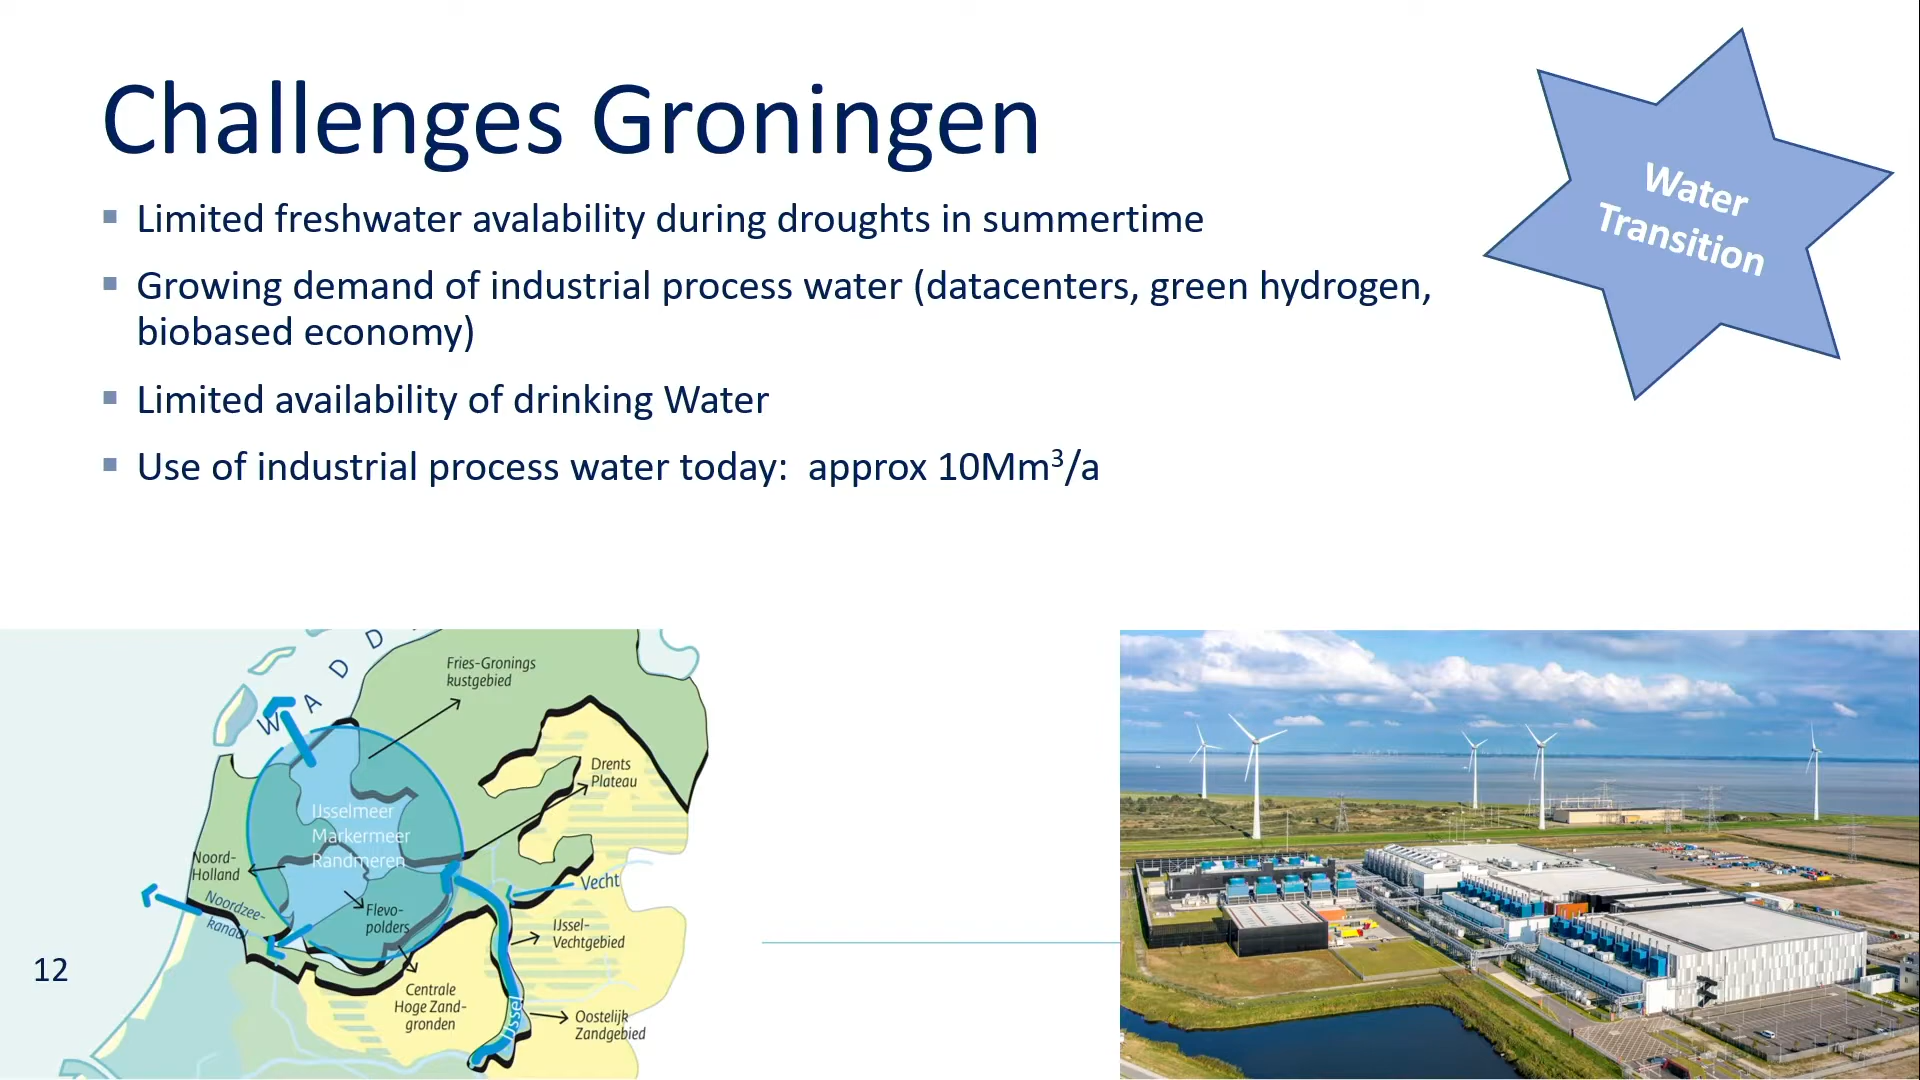 Challenges Groningen
Water
Transition
Limited freshwater avalability during droughts in summertime
Growing demand of industrial process water (datacenters, green hydrogen,
biobased economy)
Limited availability of drinking Water
Use of industrial process water today: approx 10Mm³/a
WADD
Fries-Gronings
kustgebied
Drents
Plateau
IJsselmeer
Markermeer
Randmeren
Noord-
Holland
Noordzee-
kanaal
Flevo-
polders
Vecht
IJssel-
Vechtgebied
Centrale
Hoge Zand-
gronden
IJssel
Oostelijk
Zandgebied
12